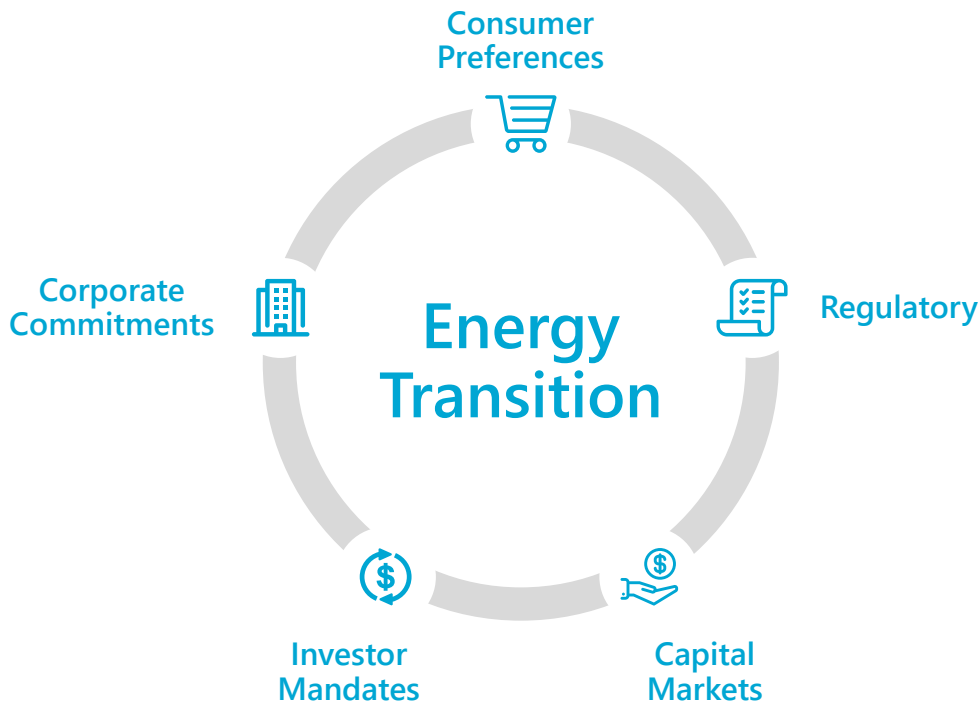 Consumer
Preferences
Corporate
Commitments
Energy
Transition
Regulatory
$
$
Investor
Mandates
Capital
Markets